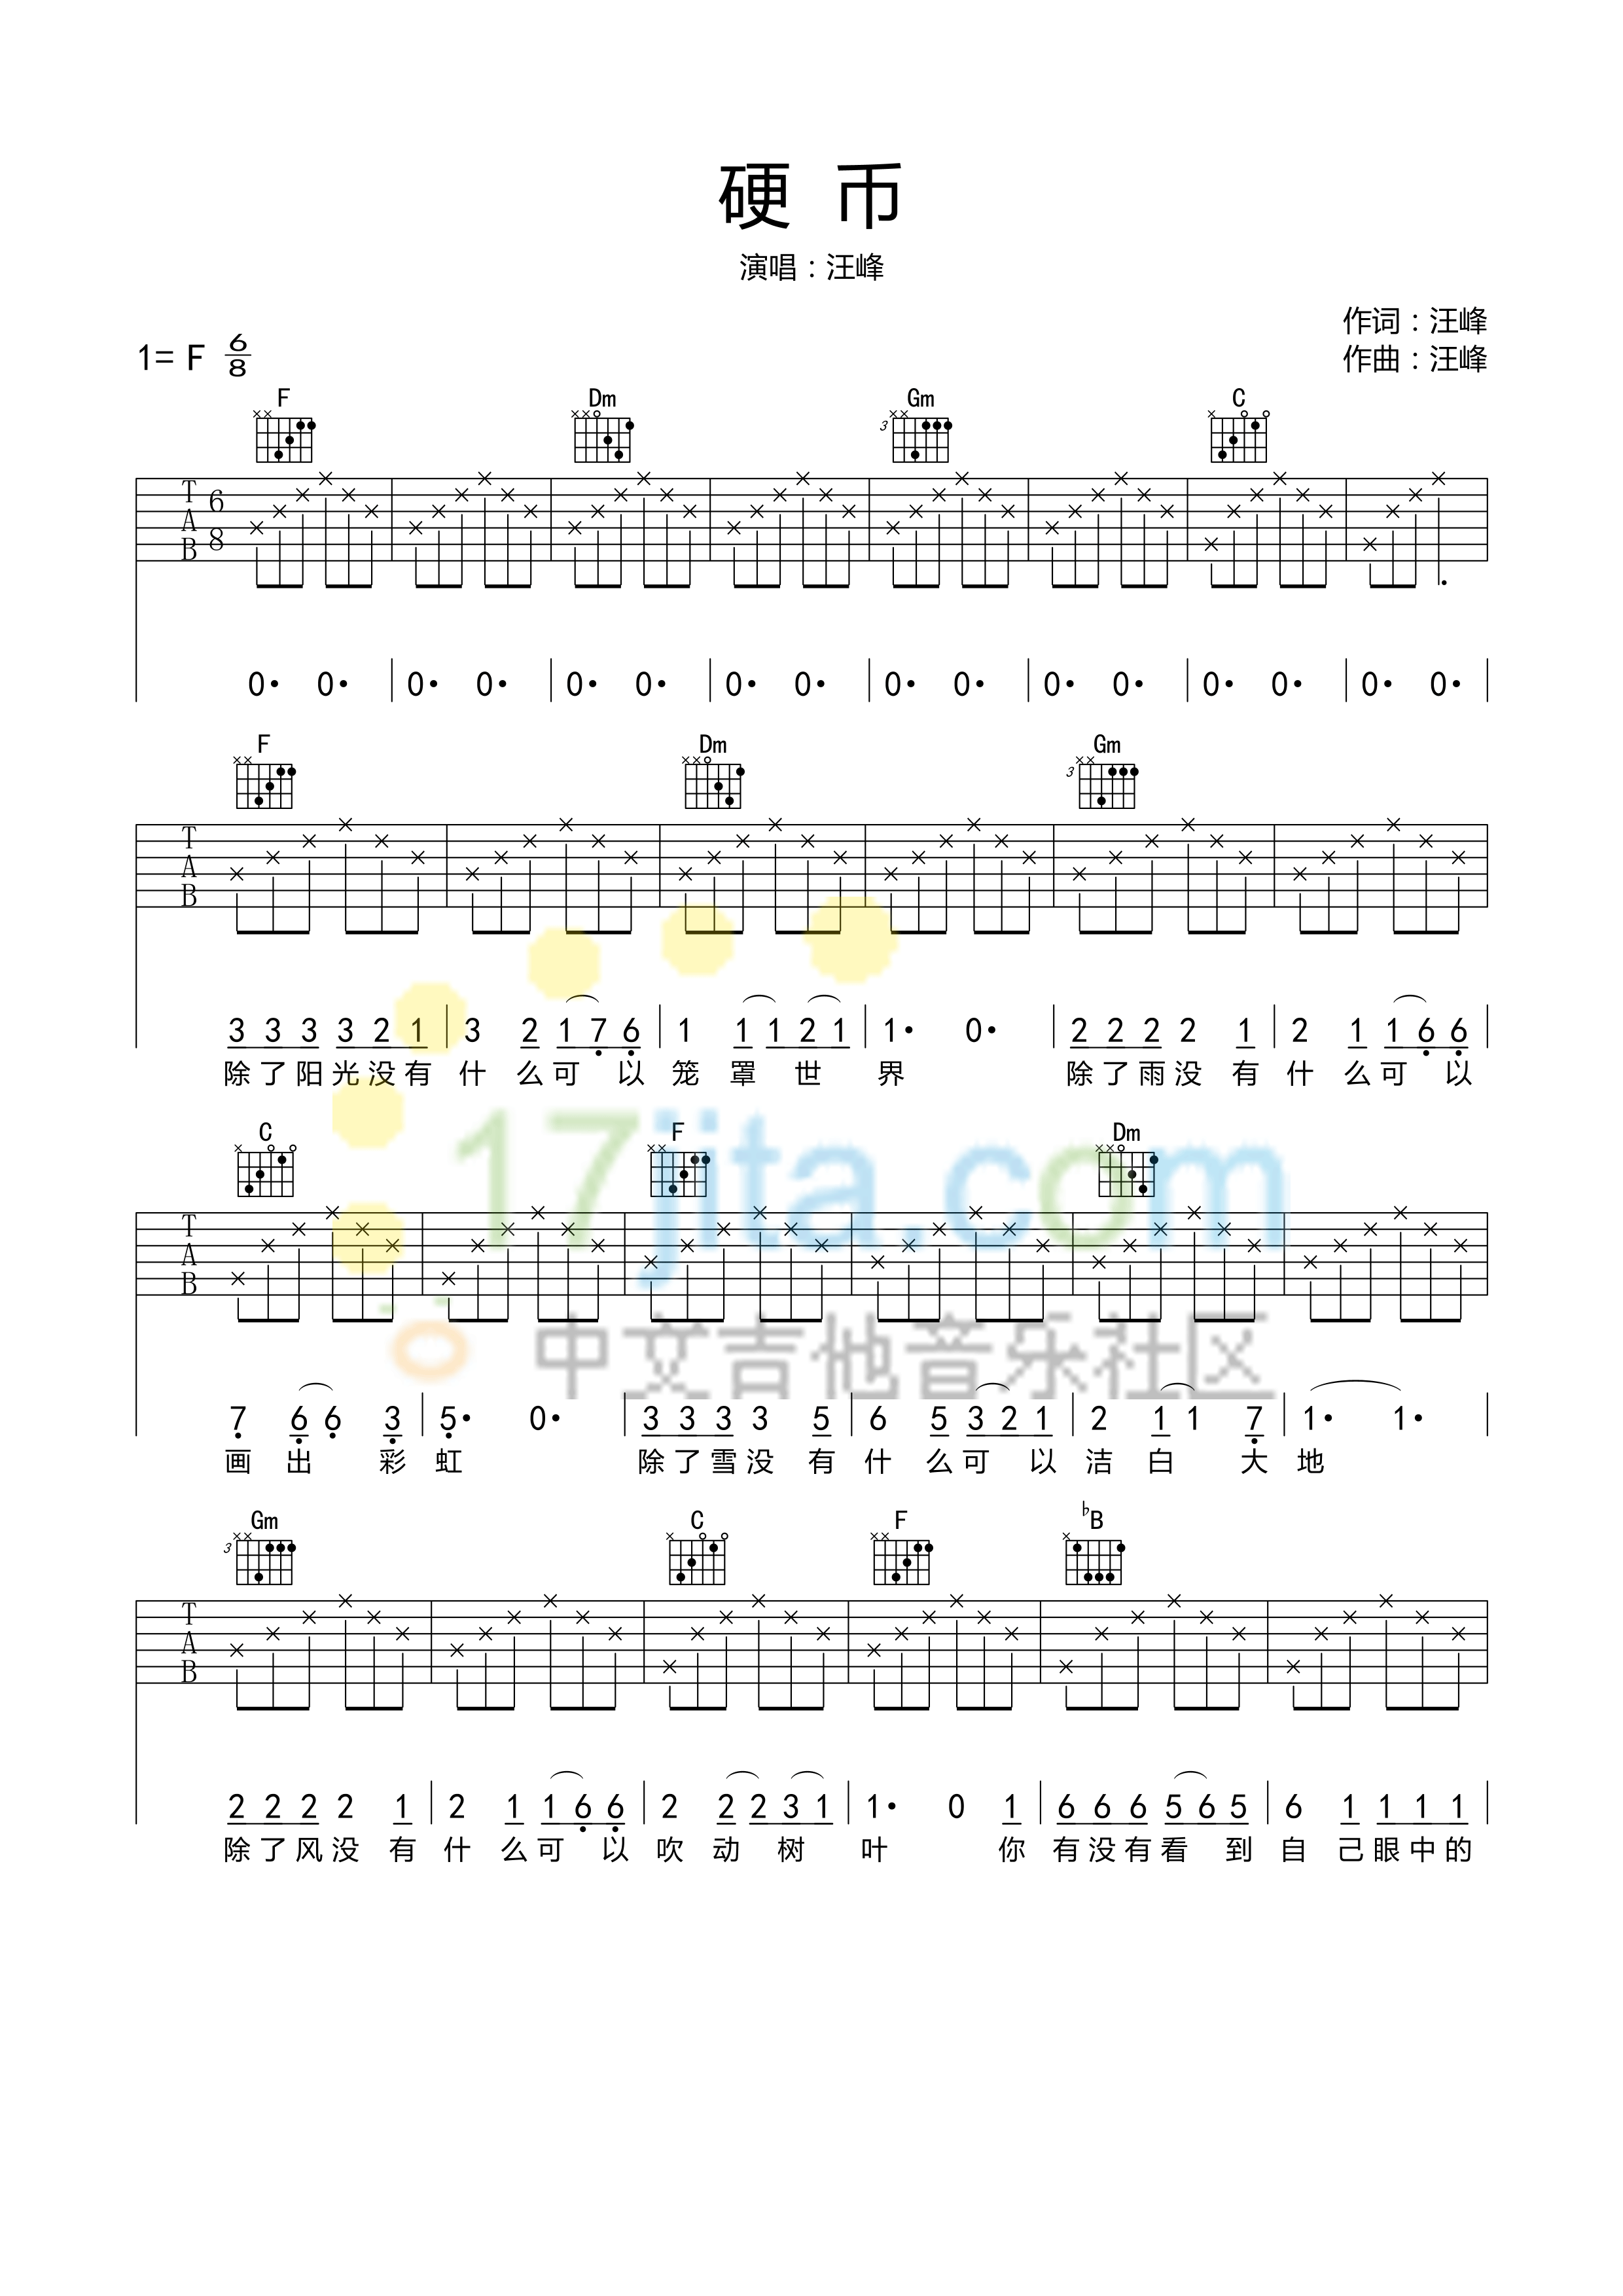 硬 币
演唱：汪峰
作词：汪峰
1= F 6/8
作曲：汪峰
F Dm Gm C
× × × × × 3 × × ×
T A B 6 8
0· 0· | 0· 0· | 0· 0· | 0· 0· | 0· 0· | 0· 0· | 0· 0· | 0· 0· |
F Dm Gm
3
T A B
3 3 3 3 2 1 | 3 2 1 7 6 | 1 1 1 2 1 | 1· 0· | 2 2 2 2 1 | 2 1 1 6 6 |
除了阳光没有 什么可以 笼罩世界 除了雨没有 什么可以
17jita.com
C F Dm
T A B
中文吉他音乐社区
7 6 6 3 | 5· 0· | 3 3 3 3 5 | 6 5 3 2 1 | 2 1 1 7 | 1· 1· |
画出彩虹 除了雪没有 什么可以 洁白大地
Gm C F ♭B
3
T A B
2 2 2 2 1 | 2 1 1 6 6 | 2 2 2 3 1 | 1· 0 1 | 6 6 6 5 6 5 | 6 1 1 1 1 |
除了风没有 什么可以 吹动树叶 你 有没有看到 自己眼中的